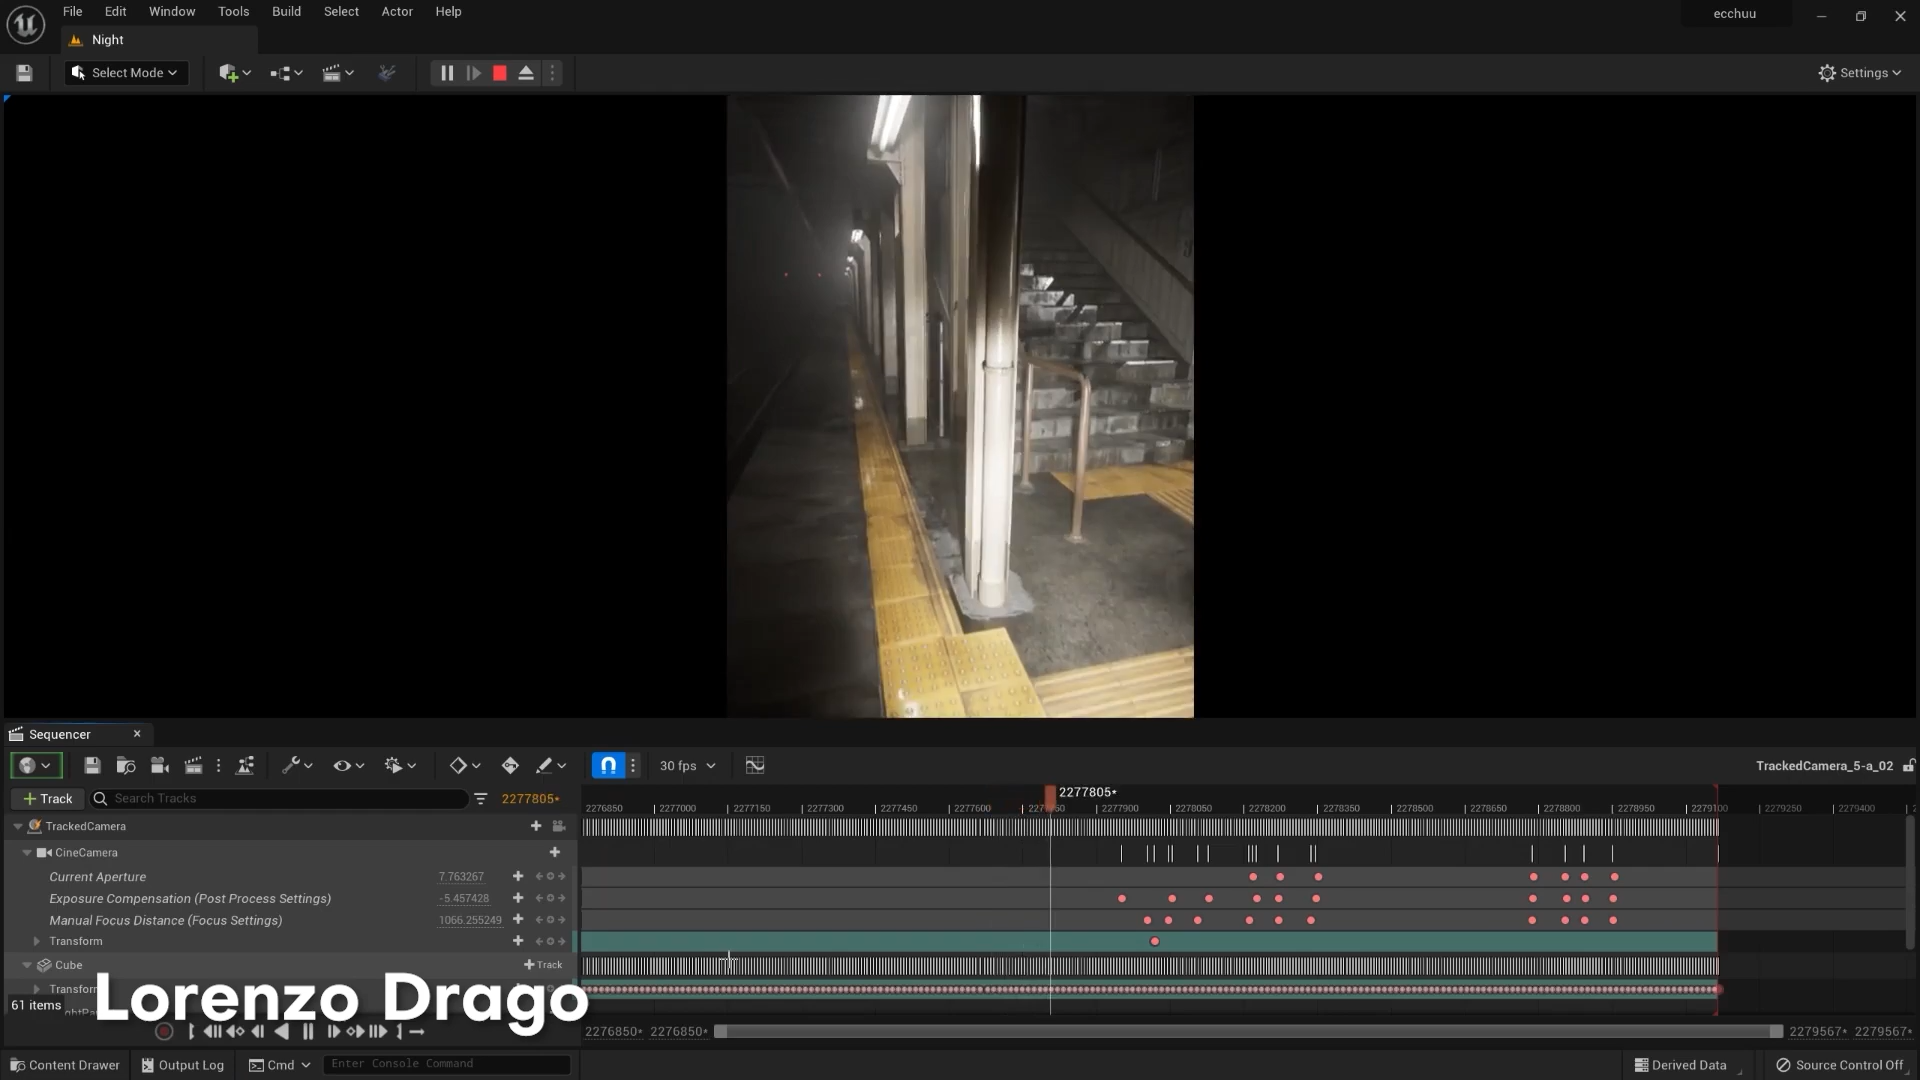 File Edit Window Tools Build Select Actor Help
ecchuu
Night
Select Mode
Settings
Sequencer
30 fps
TrackedCamera_5-a_02
Track
Search Tracks
2277805*
2277805*
2276850 2277000 2277150 2277300 2277450 2277600 2277900 2278050 2278200 2278350 2278500 2278650 2278800 2278950 2279100 2279250 2279400
TrackedCamera
CineCamera
Current Aperture 7.763267
Exposure Compensation (Post Process Settings) -5.457428
Manual Focus Distance (Focus Settings) 1066.255249
Transform
Cube Track
Transform
61 items
Lorenzo Drago
2276850* 2276850* 2279567* 2279567*
Content Drawer Output Log Cmd Enter Console Command Derived Data Source Control Off